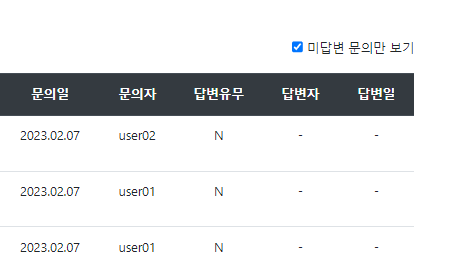 미답변 문의만 보기
문의일 문의자 답변유무 답변자 답변일
2023.02.07 user02 N - -
2023.02.07 user01 N - -
2023.02.07 user01 N - -